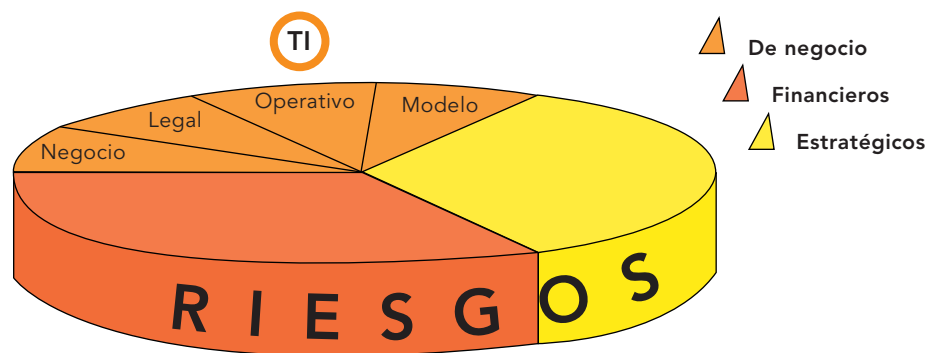 TI
De negocio
Financieros
Estratégicos
Operativo
Modelo
Legal
Negocio
RIESGOS